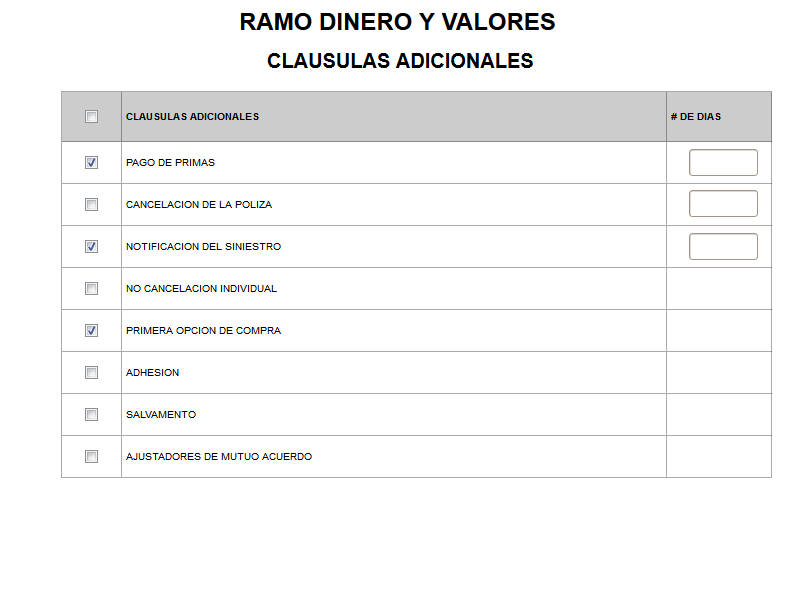 RAMO DINERO Y VALORES
CLAUSULAS ADICIONALES
CLAUSULAS ADICIONALES # DE DIAS
PAGO DE PRIMAS
CANCELACION DE LA POLIZA
NOTIFICACION DEL SINIESTRO
NO CANCELACION INDIVIDUAL
PRIMERA OPCION DE COMPRA
ADHESION
SALVAMENTO
AJUSTADORES DE MUTUO ACUERDO